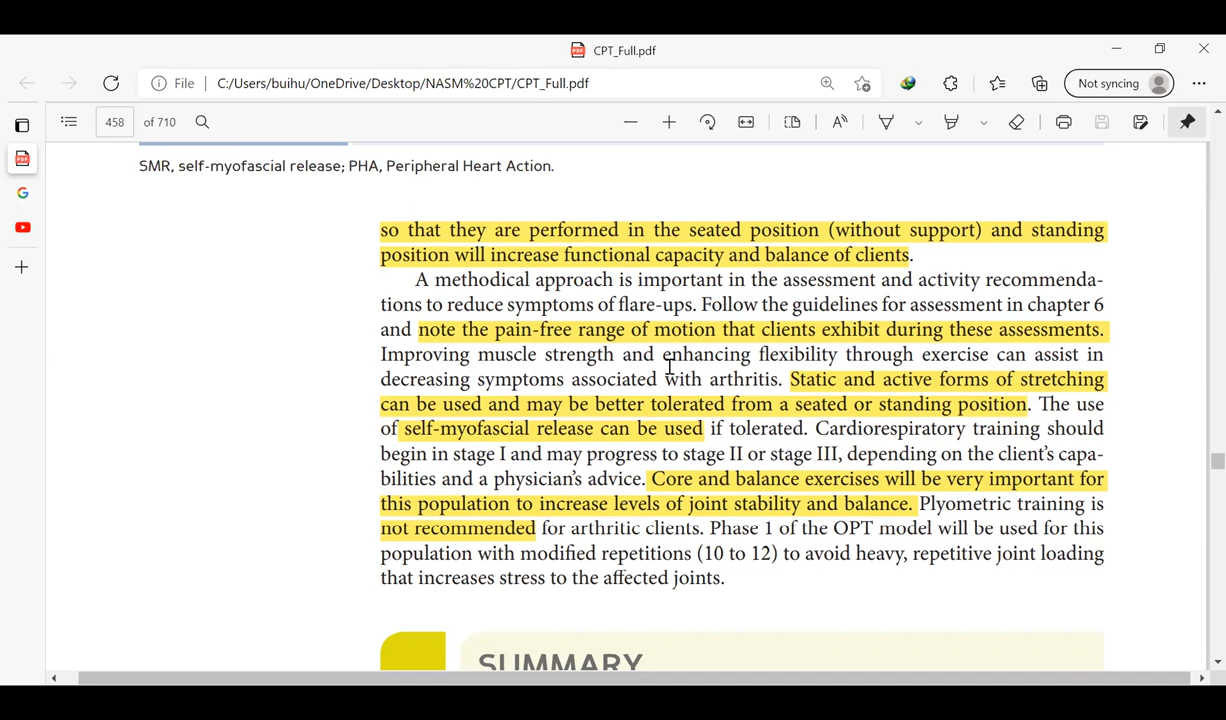 CPT_Full.pdf
File
C:/Users/buihu/OneDrive/Desktop/NASM%20CPT/CPT_Full.pdf
Not syncing
458 of 710
SMR, self-myofascial release; PHA, Peripheral Heart Action.
so that they are performed in the seated position (without support) and standing
position will increase functional capacity and balance of clients.
A methodical approach is important in the assessment and activity recommenda-
tions to reduce symptoms of flare-ups. Follow the guidelines for assessment in chapter 6
and note the pain-free range of motion that clients exhibit during these assessments.
Improving muscle strength and enhancing flexibility through exercise can assist in
decreasing symptoms associated with arthritis. Static and active forms of stretching
can be used and may be better tolerated from a seated or standing position. The use
of self-myofascial release can be used if tolerated. Cardiorespiratory training should
begin in stage I and may progress to stage II or stage III, depending on the client's capa-
bilities and a physician's advice. Core and balance exercises will be very important for
this population to increase levels of joint stability and balance. Plyometric training is
not recommended for arthritic clients. Phase 1 of the OPT model will be used for this
population with modified repetitions (10 to 12) to avoid heavy, repetitive joint loading
that increases stress to the affected joints.
SUMMARY